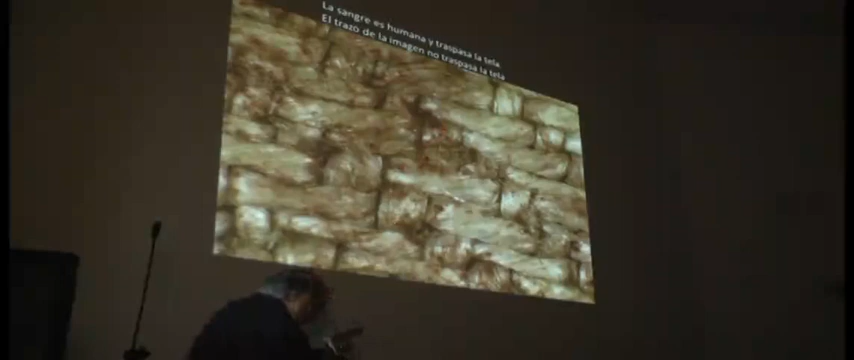 La sangre es humana y traspasa la tela
El trazo de la imagen no traspasa la tela